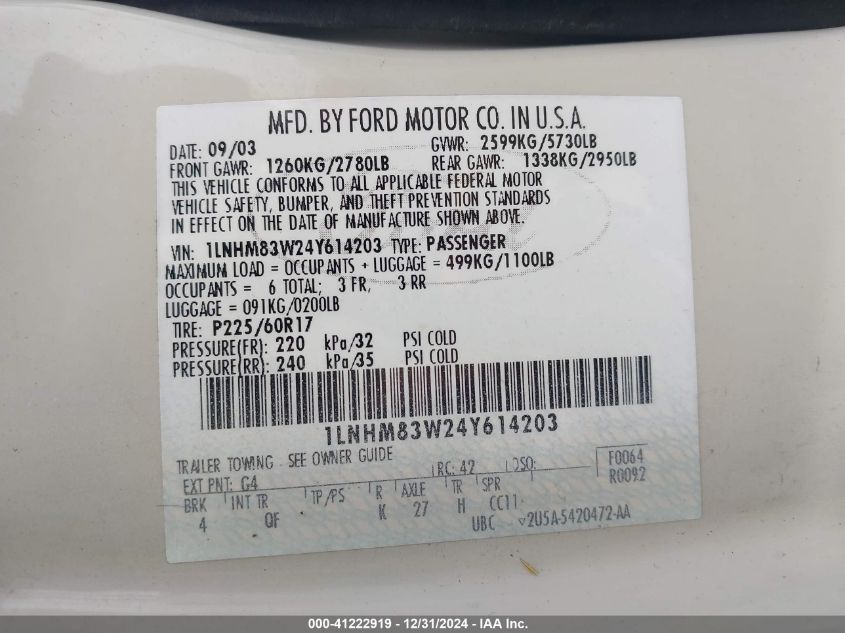 MFD. BY FORD MOTOR CO. IN U.S.A.
DATE: 09/03 GVWR: 2599KG/5730LB
FRONT GAWR: 1260KG/2780LB REAR GAWR: 1338KG/2950LB
THIS VEHICLE CONFORMS TO ALL APPLICABLE FEDERAL MOTOR
VEHICLE SAFETY, BUMPER, AND THEFT PREVENTION STANDARDS
IN EFFECT ON THE DATE OF MANUFACTURE SHOWN ABOVE.
VIN: 1LNHM83W24Y614203 TYPE: PASSENGER
MAXIMUM LOAD = OCCUPANTS + LUGGAGE = 499KG/1100LB
OCCUPANTS = 6 TOTAL; 3 FR, 3 RR
LUGGAGE = 091KG/0200LB
TIRE: P225/60R17
PRESSURE(FR): 220 kPa/32 PSI COLD
PRESSURE(RR): 240 kPa/35 PSI COLD
1LNHM83W24Y614203
TRAILER TOWING - SEE OWNER GUIDE
EXT PNT: G4 RC: 42 DSO: F0064
R0092
BRK INT TR TP/PS R AXLE TR SPR
4 OF K 27 H CC11
UBC 2U5A-5420472-AA
000-41222919 - 12/31/2024 - IAA Inc.